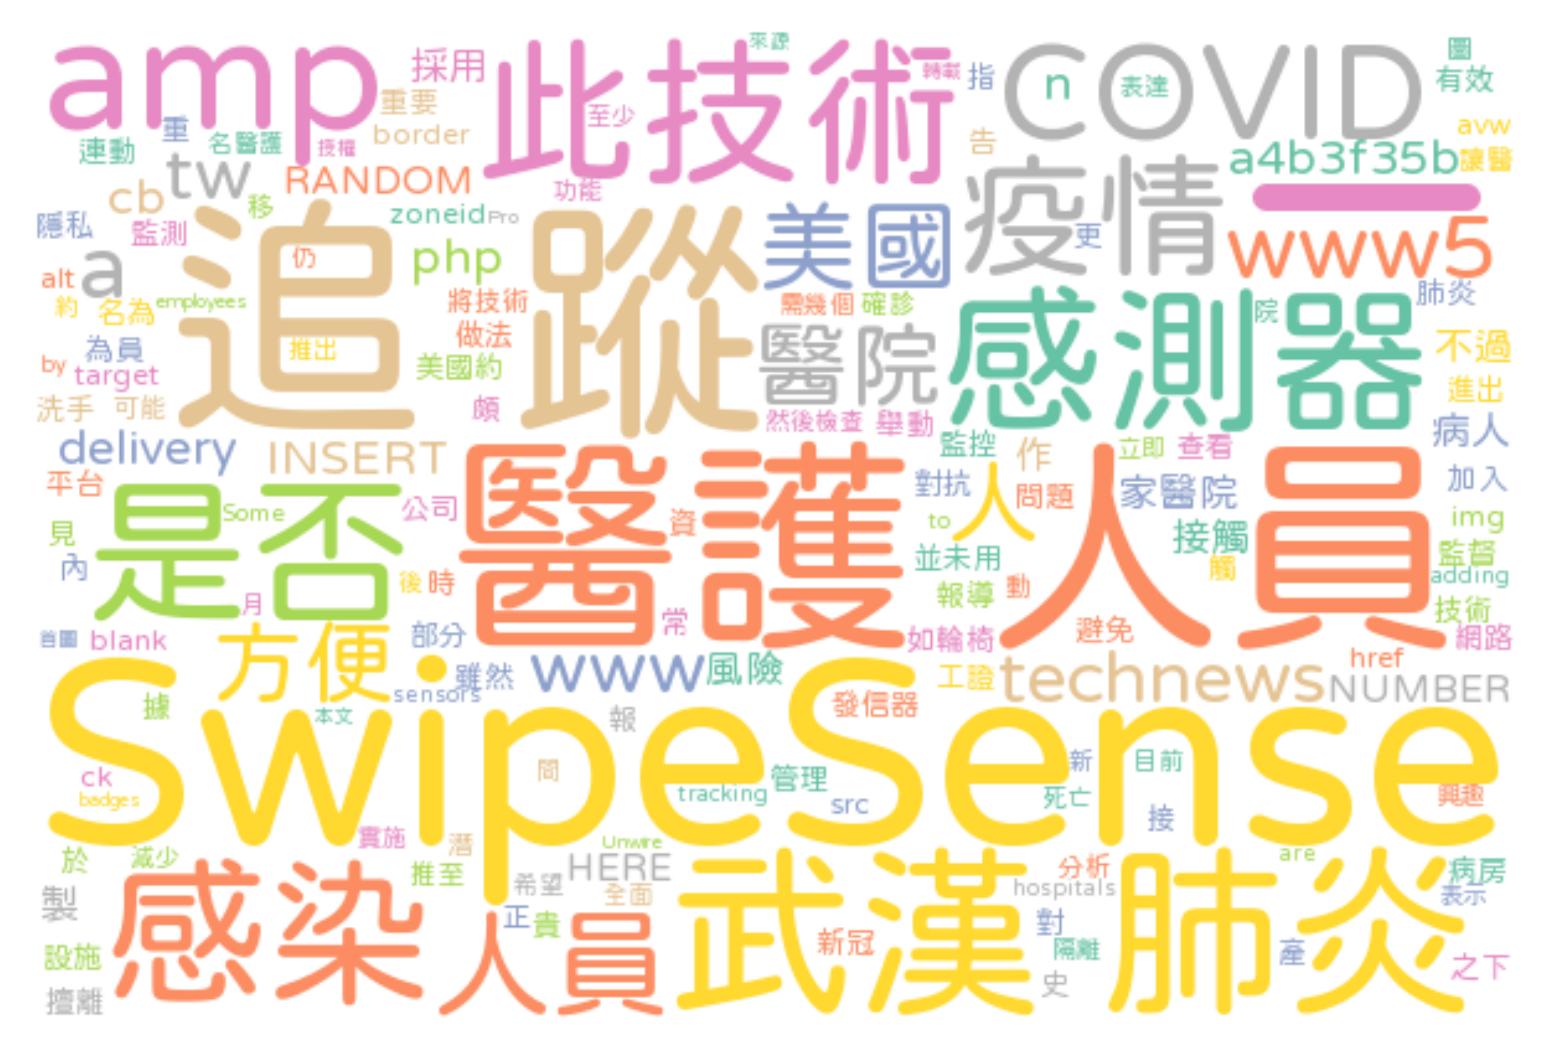 amp
此技術
COVID
來源
轉載
指
n
表達
圖
有效
採用
重要
至少
border
avw
告
重
名醫護
連動
授權
tw
RANDOM
a4b3f35b
讓醫
cb
功能
疫情
移
zoneid
Pro
隱私
監測
追蹤
美國
更
www5
a
仍
php
alt
約
名為
employees
將技術
需幾個
確診
肺炎
院
感測器
做法
醫院
為員
推出
不過
by
target
美國約
進出
洗手
可能
頗
然後檢查
舉動
病人
delivery
INSERT
監控
作
立即
查看
平台
醫護人員
對抗
人
問題
家醫院
加入
是否
Some
公司
資
to
接觸
img
見
並未用
監督
內
後
時
觸
adding
報導
動
技術
月
常
首圖
blank
方便
部分
如輪椅
避免
網路
雖然
www
風險
工證
technews
href
NUMBER
sensors
據
本文
SwipeSense
發信器
報
ck
問
管理
新
目前
badges
tracking
src
死亡
興趣
接
實施
潛
Unwire
於
減少
推至
HERE
are
分析
病房
希望
全面
hospitals
表示
製
感染
人員
正
貴
武漢肺炎
新冠
對
隔離
產
設施
史
之下
擅離